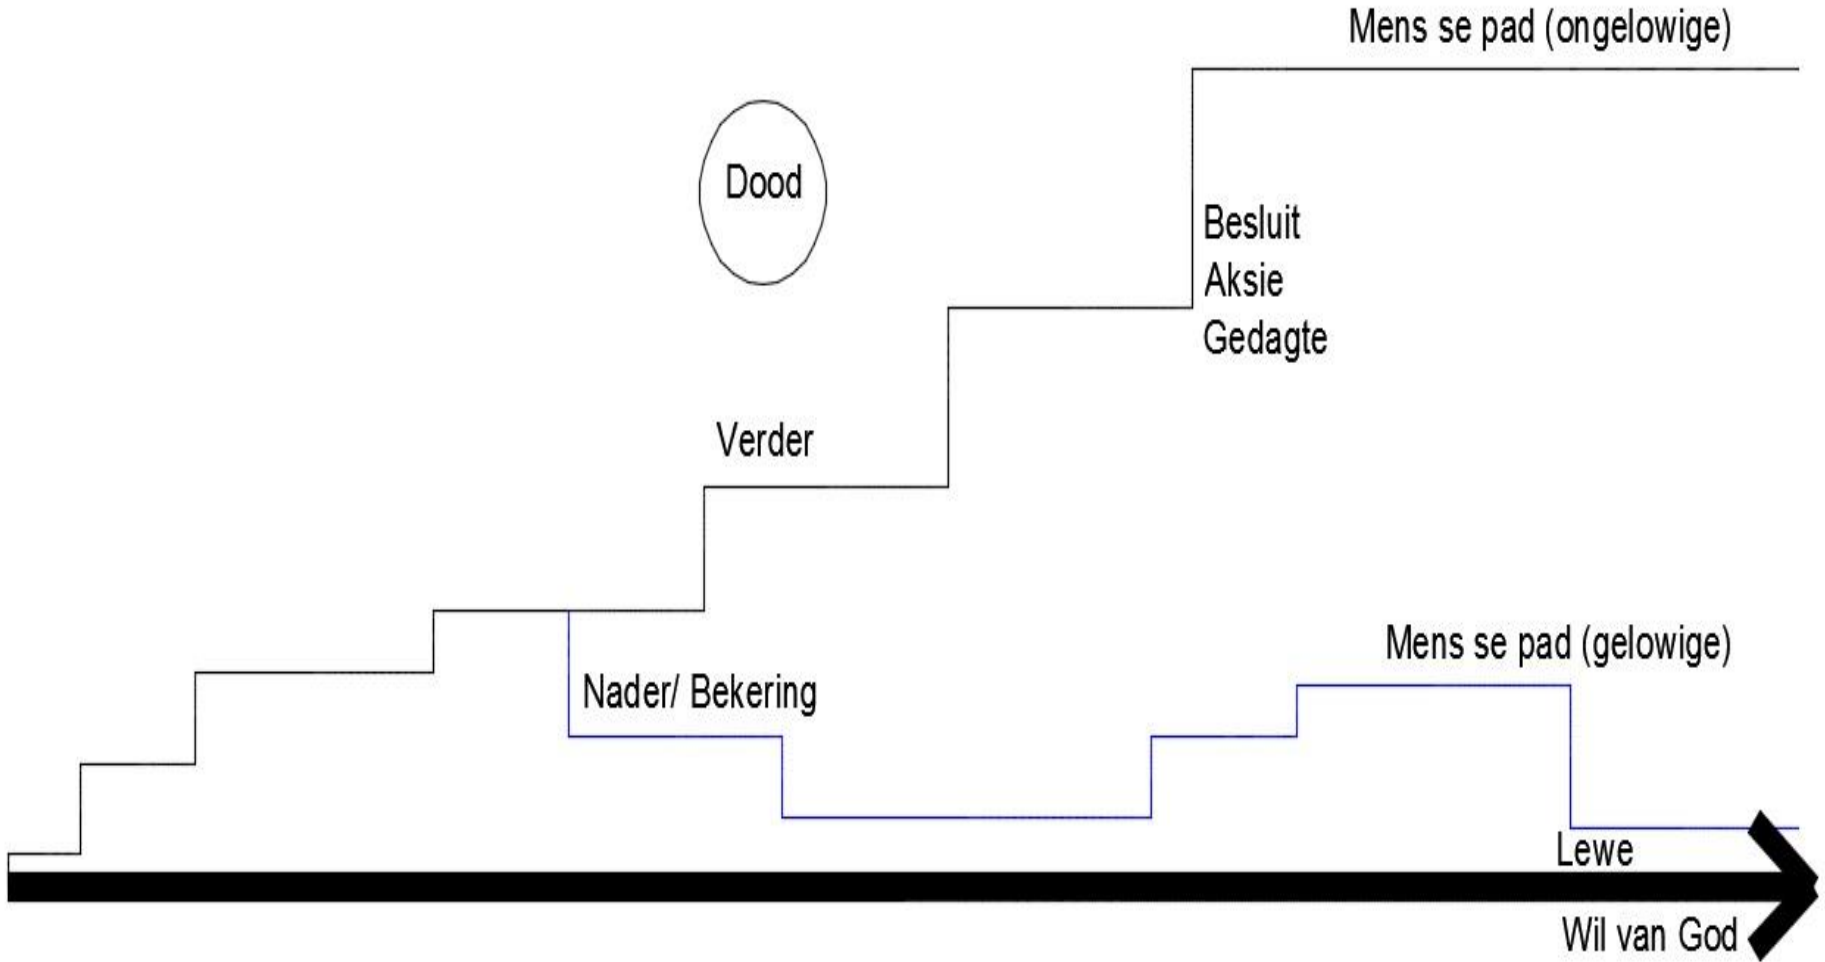 Mens se pad (ongelowige)
Dood
Besluit
Aksie
Gedagte
Verder
Mens se pad (gelowige)
Nader/ Bekering
Lewe
Wil van God